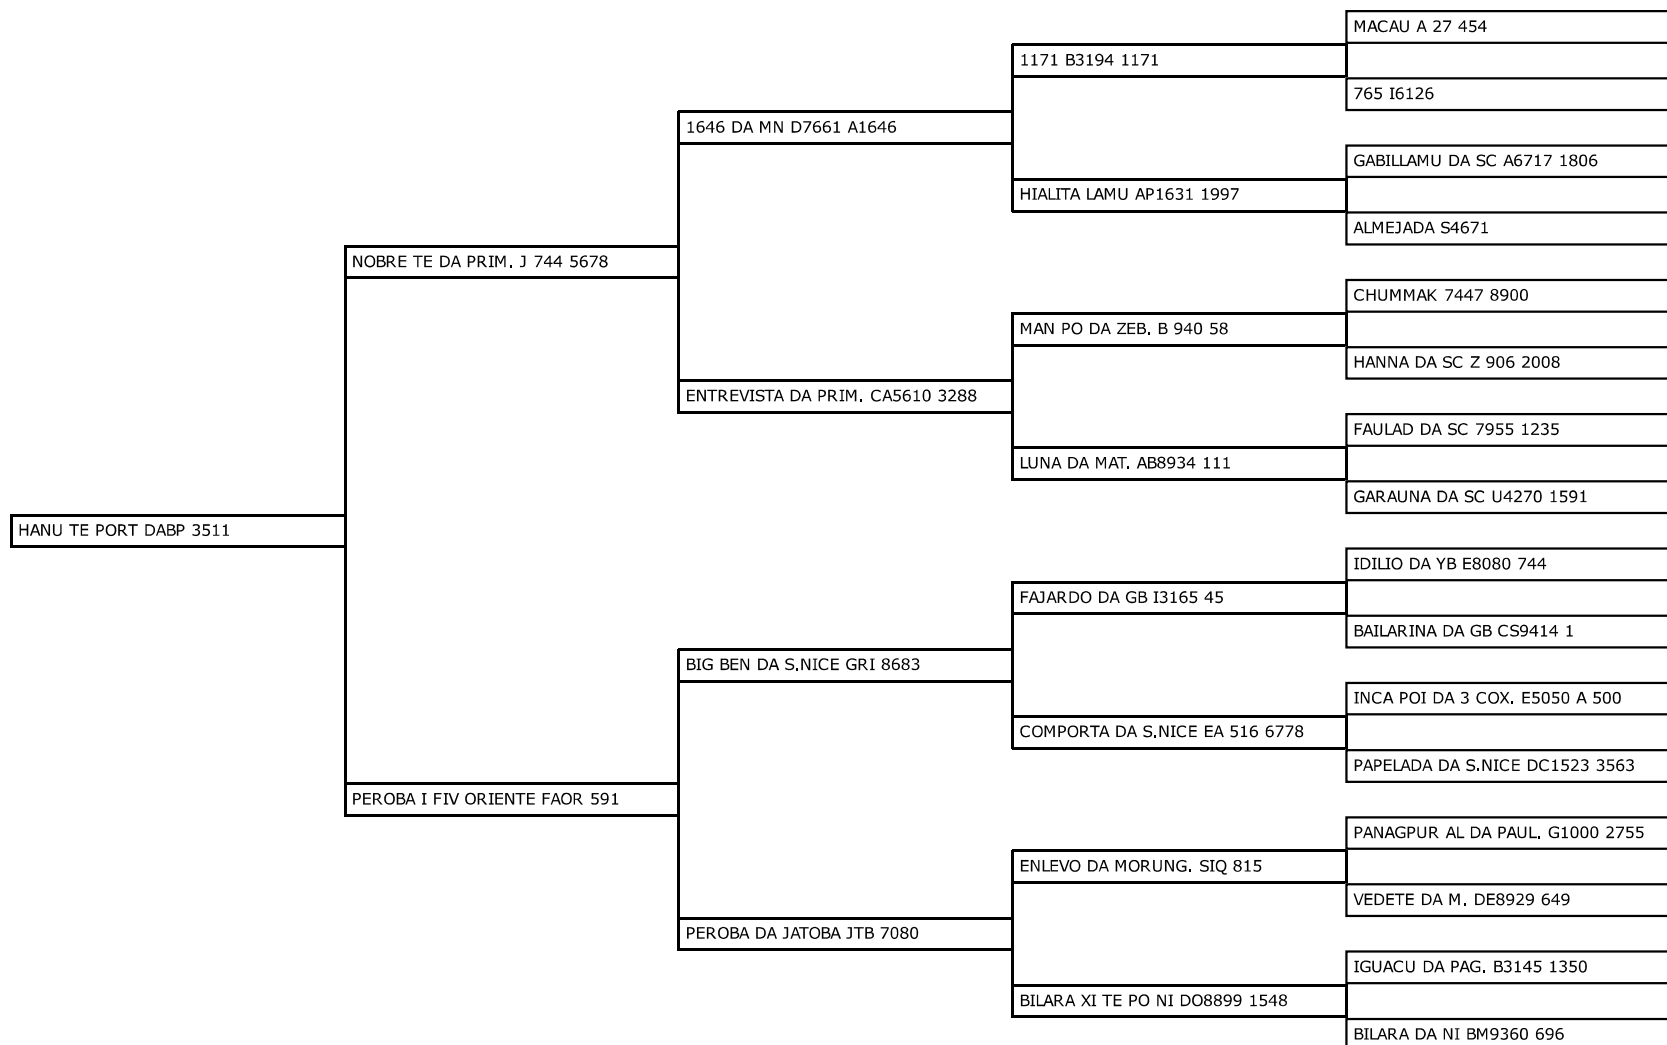 MACAU A 27 454
1171 B3194 1171
765 I6126
1646 DA MN D7661 A1646
GABILLAMU DA SC A6717 1806
HIALITA LAMU AP1631 1997
ALMEJADA S4671
NOBRE TE DA PRIM. J 744 5678
CHUMMAK 7447 8900
MAN PO DA ZEB. B 940 58
HANNA DA SC Z 906 2008
ENTREVISTA DA PRIM. CA5610 3288
FAULAD DA SC 7955 1235
LUNA DA MAT. AB8934 111
GARAUNA DA SC U4270 1591
HANU TE PORT DABP 3511
IDILIO DA YB E8080 744
FAJARDO DA GB I3165 45
BAILARINA DA GB CS9414 1
BIG BEN DA S.NICE GRI 8683
INCA POI DA 3 COX. E5050 A 500
COMPORTA DA S.NICE EA 516 6778
PAPELADA DA S.NICE DC1523 3563
PEROBA I FIV ORIENTE FAOR 591
PANAGPUR AL DA PAUL. G1000 2755
ENLEVO DA MORUNG. SIQ 815
VEDETE DA M. DE8929 649
PEROBA DA JATOBA JTB 7080
IGUACU DA PAG. B3145 1350
BILARA XI TE PO NI DO8899 1548
BILARA DA NI BM9360 696